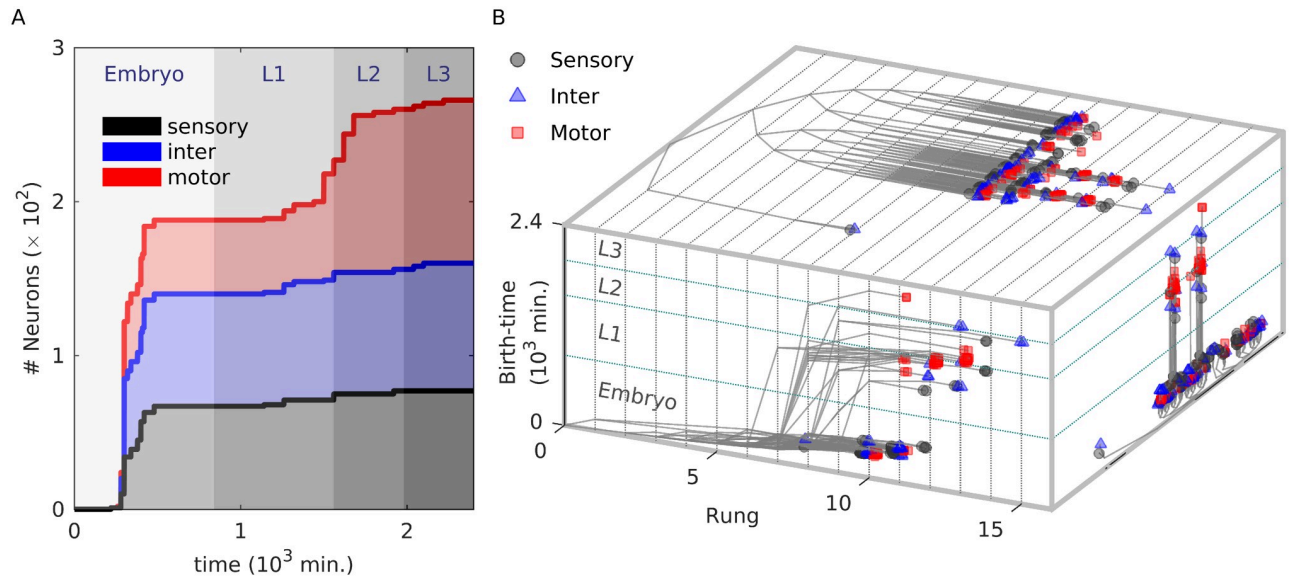 A
3
2
1
0
# Neurons (× 10²)
Embryo
L1
L2
L3
sensory
inter
motor
0
1
2
time (10³ min.)
B
Sensory
Inter
Motor
2.4
0
Birth-time
(10³ min.)
L3
L2
L1
Embryo
0
5
10
15
Rung